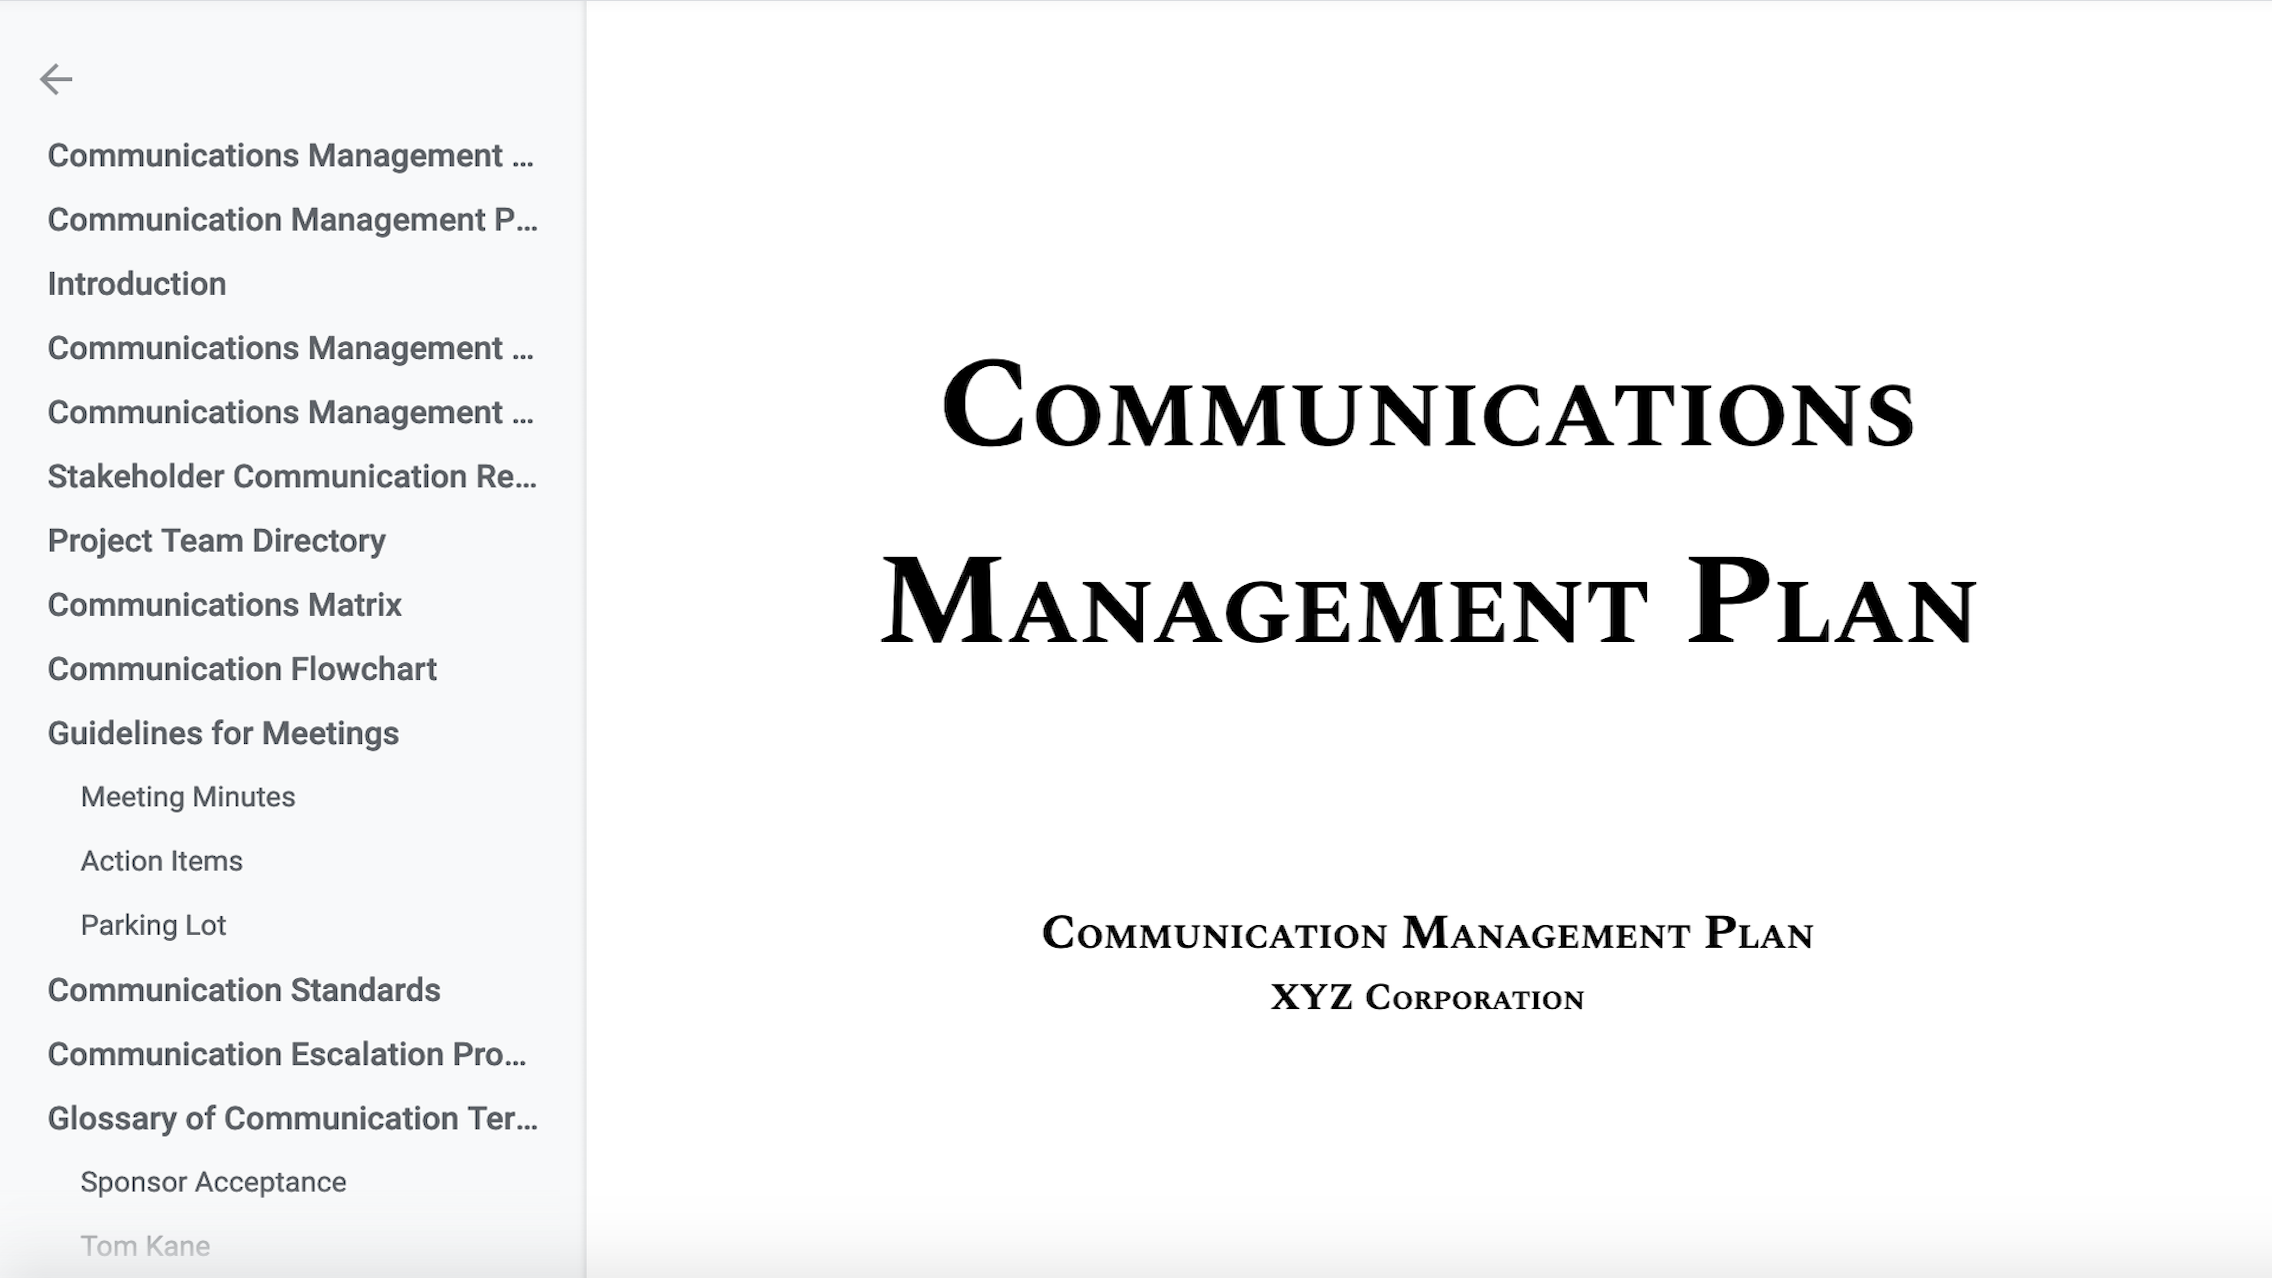 Communications Management ...
Communication Management P...
Introduction
Communications Management ...
Communications Management ...
Stakeholder Communication Re...
Project Team Directory
Communications Matrix
Communication Flowchart
Guidelines for Meetings
Meeting Minutes
Action Items
Parking Lot
Communication Standards
Communication Escalation Pro...
Glossary of Communication Ter...
Sponsor Acceptance
Tom Kane
Communications
Management Plan
Communication Management Plan
XYZ Corporation